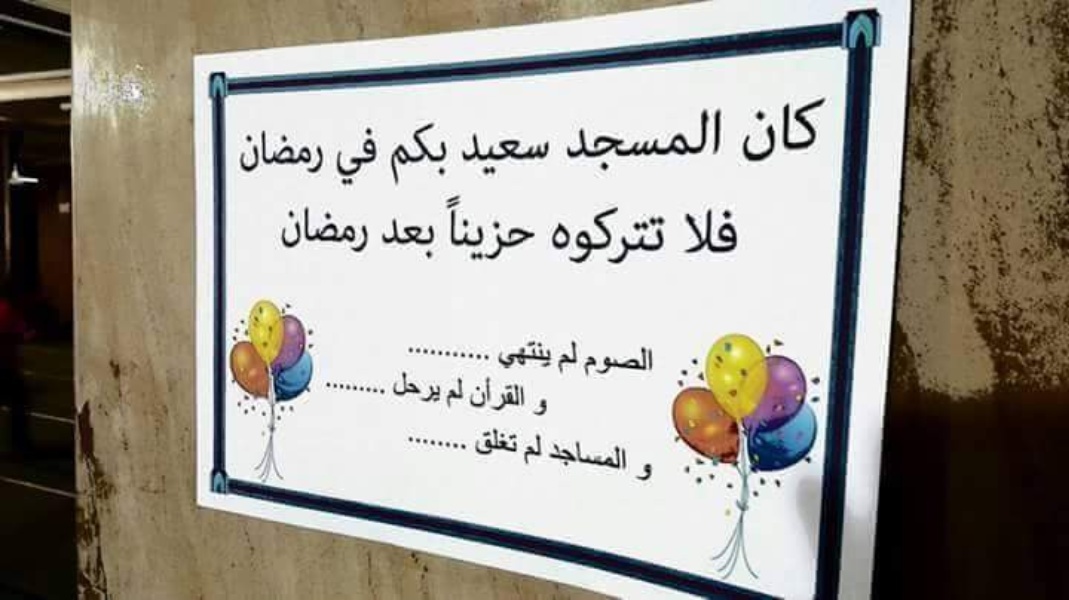 كان المسجد سعيد بكم في رمضان
فلا تتركوه حزيناً بعد رمضان
الصوم لم ينتهي ...........
و القرأن لم يرحل .........
و المساجد لم تغلق ........